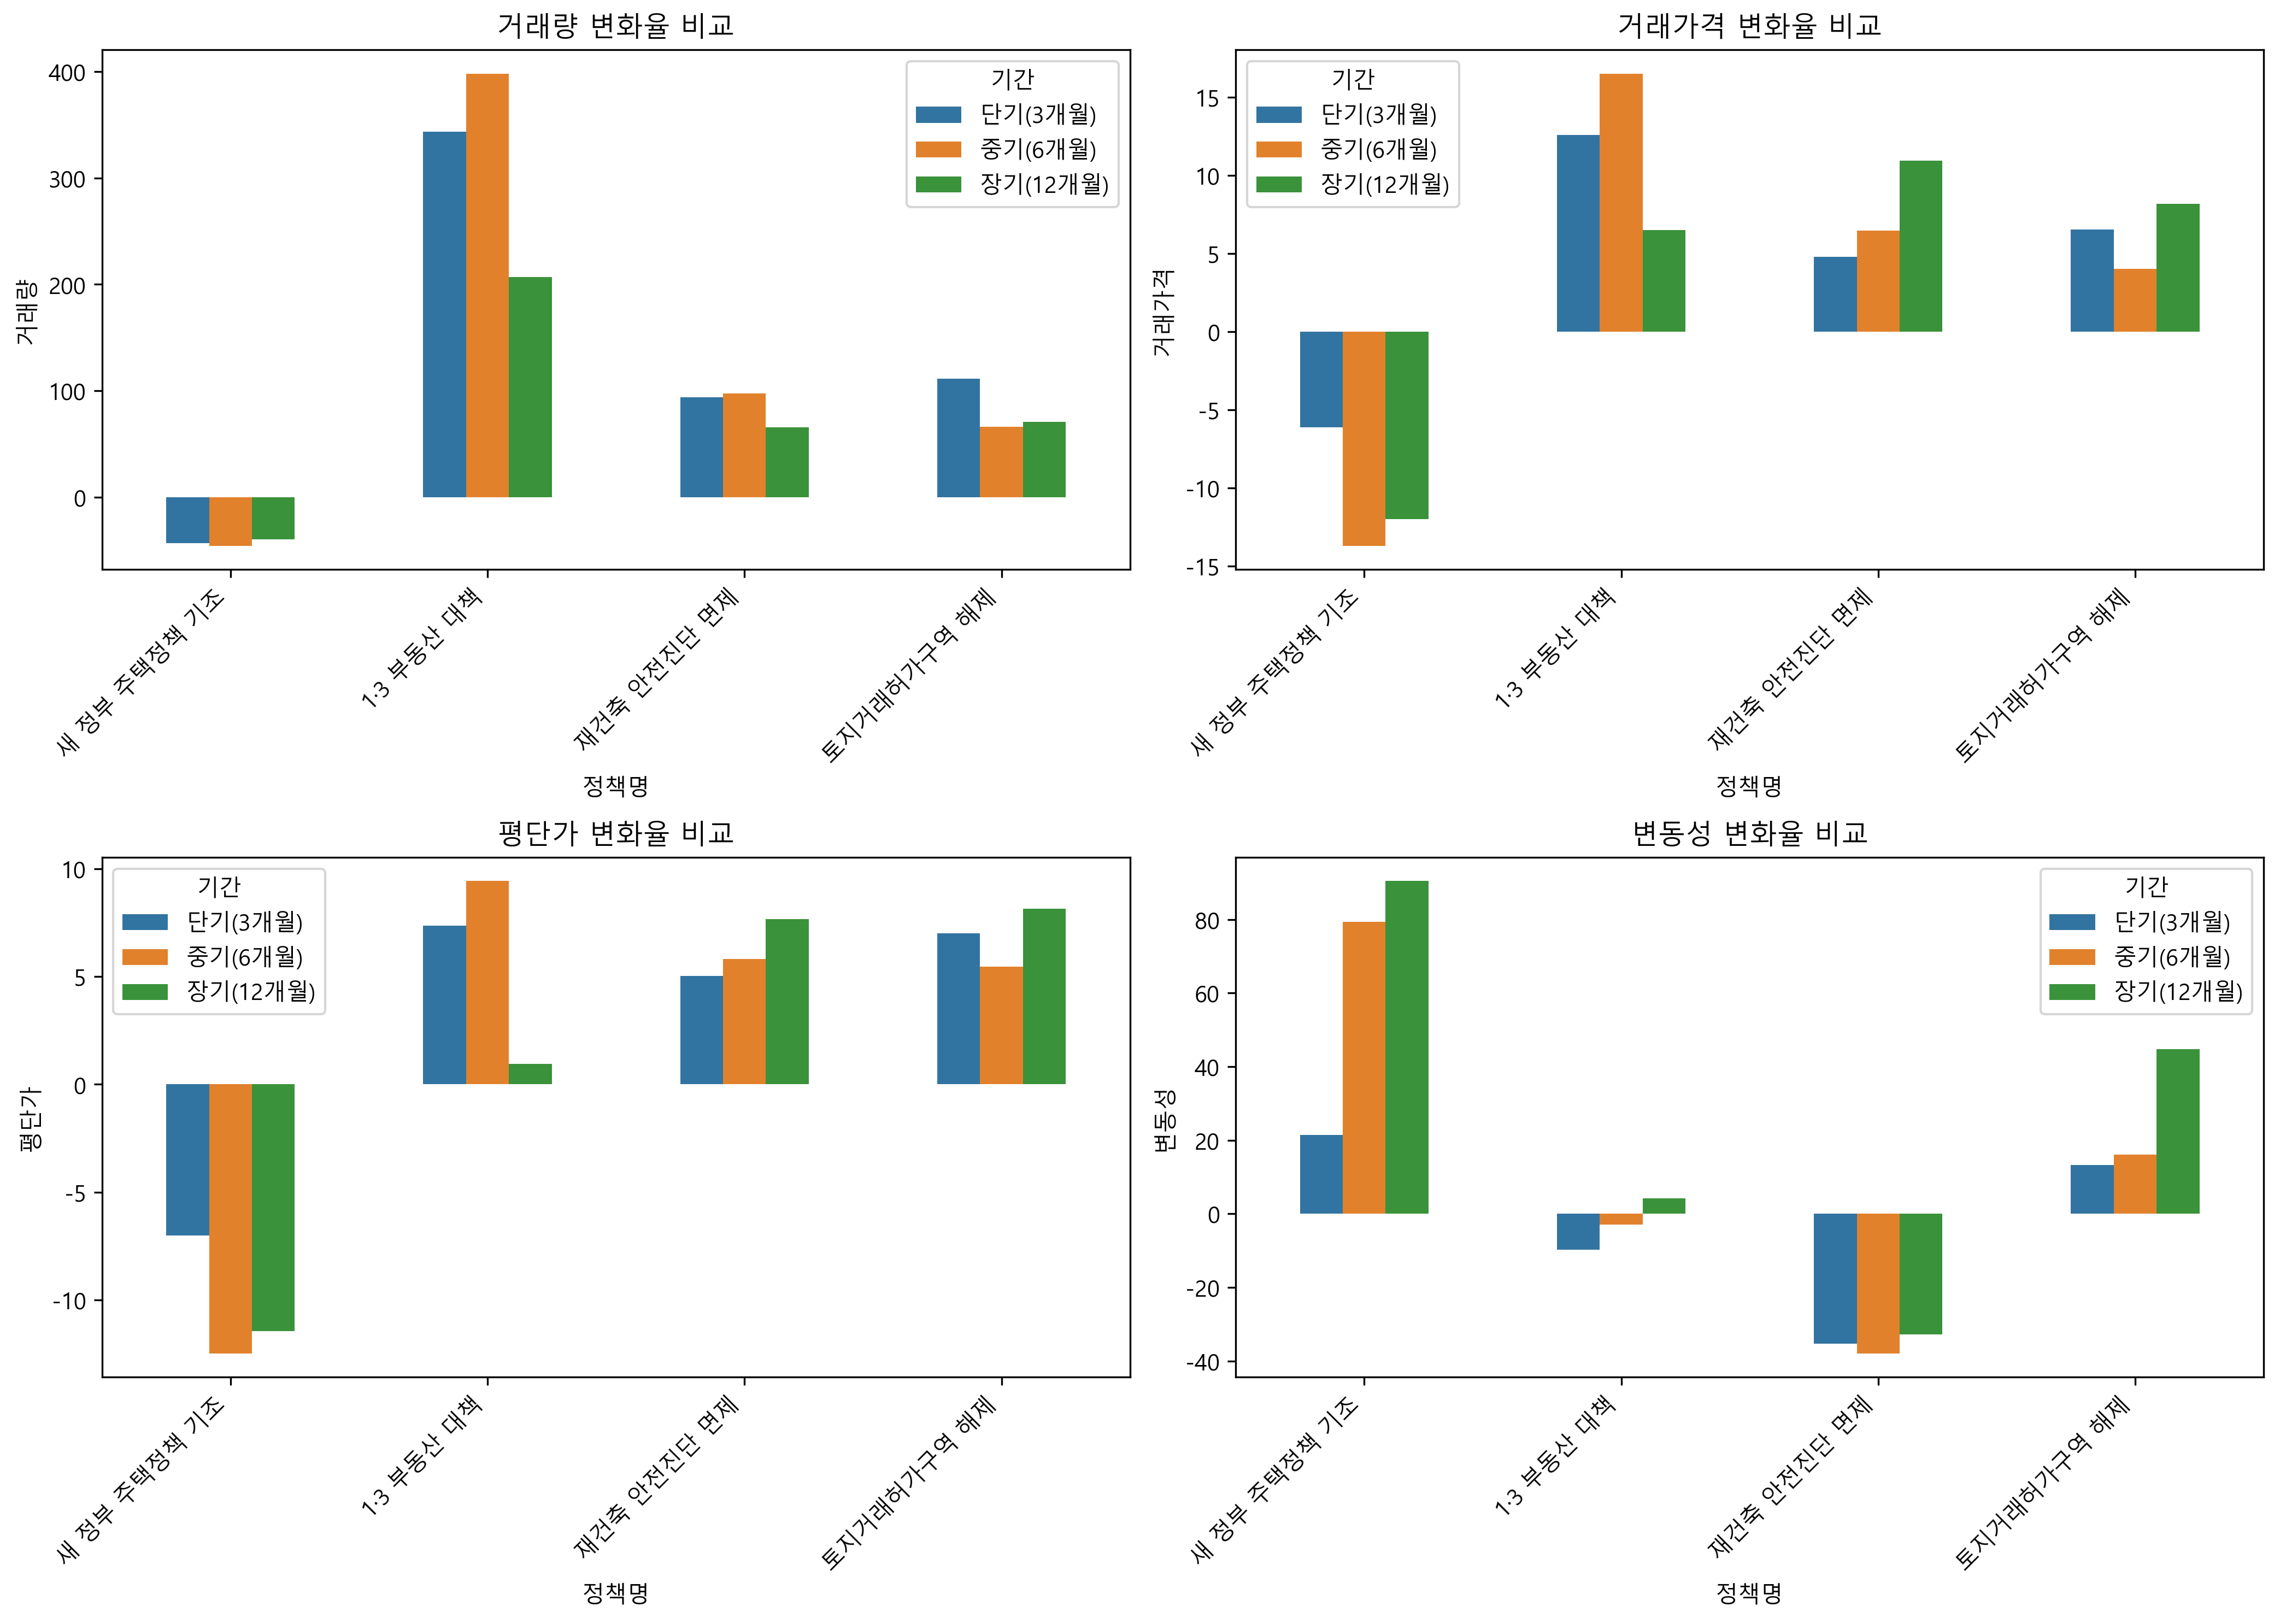 거래량 변화율 비교
거래량
400
300
200
100
0
기간
단기(3개월)
중기(6개월)
장기(12개월)
새 정부 주택정책 기조
1·3 부동산 대책
재건축 안전진단 면제
토지거래허가구역 해제
정책명
거래가격 변화율 비교
거래가격
15
10
5
0
-5
-10
-15
기간
단기(3개월)
중기(6개월)
장기(12개월)
새 정부 주택정책 기조
1·3 부동산 대책
재건축 안전진단 면제
토지거래허가구역 해제
정책명
평단가 변화율 비교
평단가
10
5
0
-5
-10
기간
단기(3개월)
중기(6개월)
장기(12개월)
새 정부 주택정책 기조
1·3 부동산 대책
재건축 안전진단 면제
토지거래허가구역 해제
정책명
변동성 변화율 비교
변동성
80
60
40
20
0
-20
-40
기간
단기(3개월)
중기(6개월)
장기(12개월)
새 정부 주택정책 기조
1·3 부동산 대책
재건축 안전진단 면제
토지거래허가구역 해제
정책명